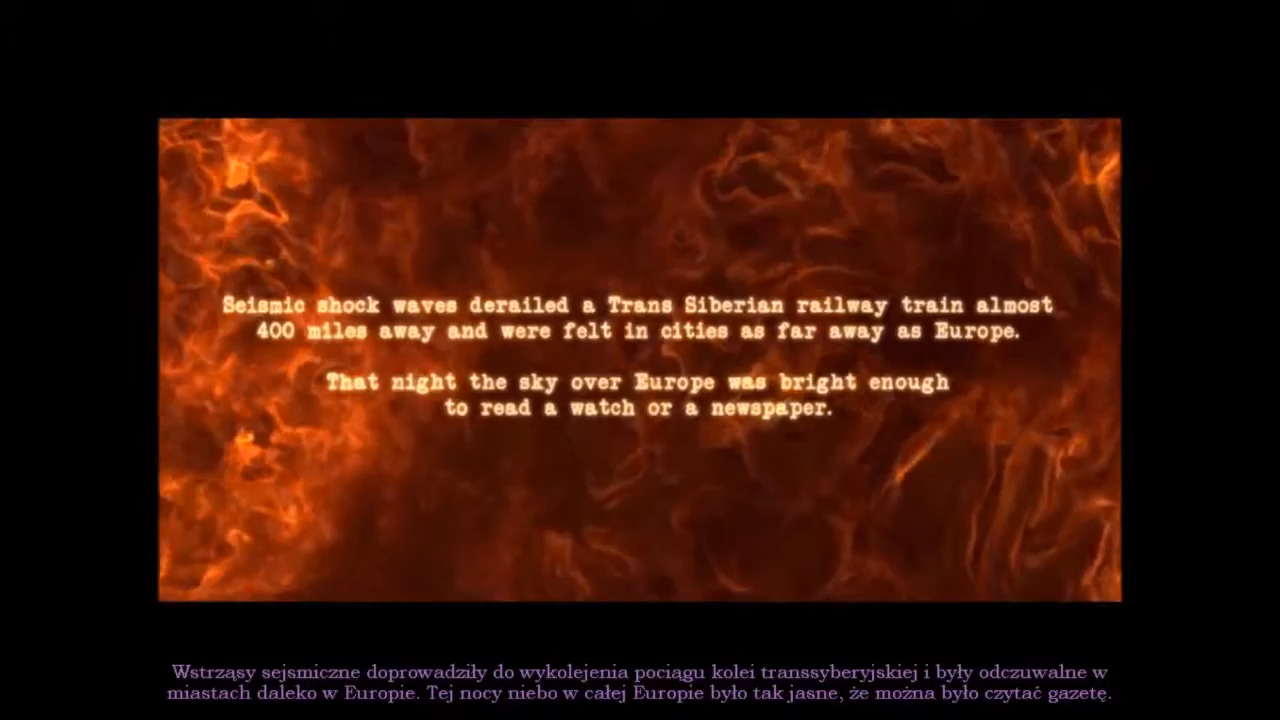 Seismic shock waves derailed a Trans Siberian railway train almost
400 miles away and were felt in cities as far away as Europe.
That night the sky over Europe was bright enough
to read a watch or a newspaper.
Wstrząsy sejsmiczne doprowadziły do wykolejenia pociągu kolei transsyberyjskiej i były odczuwalne w
miastach daleko w Europie. Tej nocy niebo w całej Europie było tak jasne, że można było czytać gazetę.